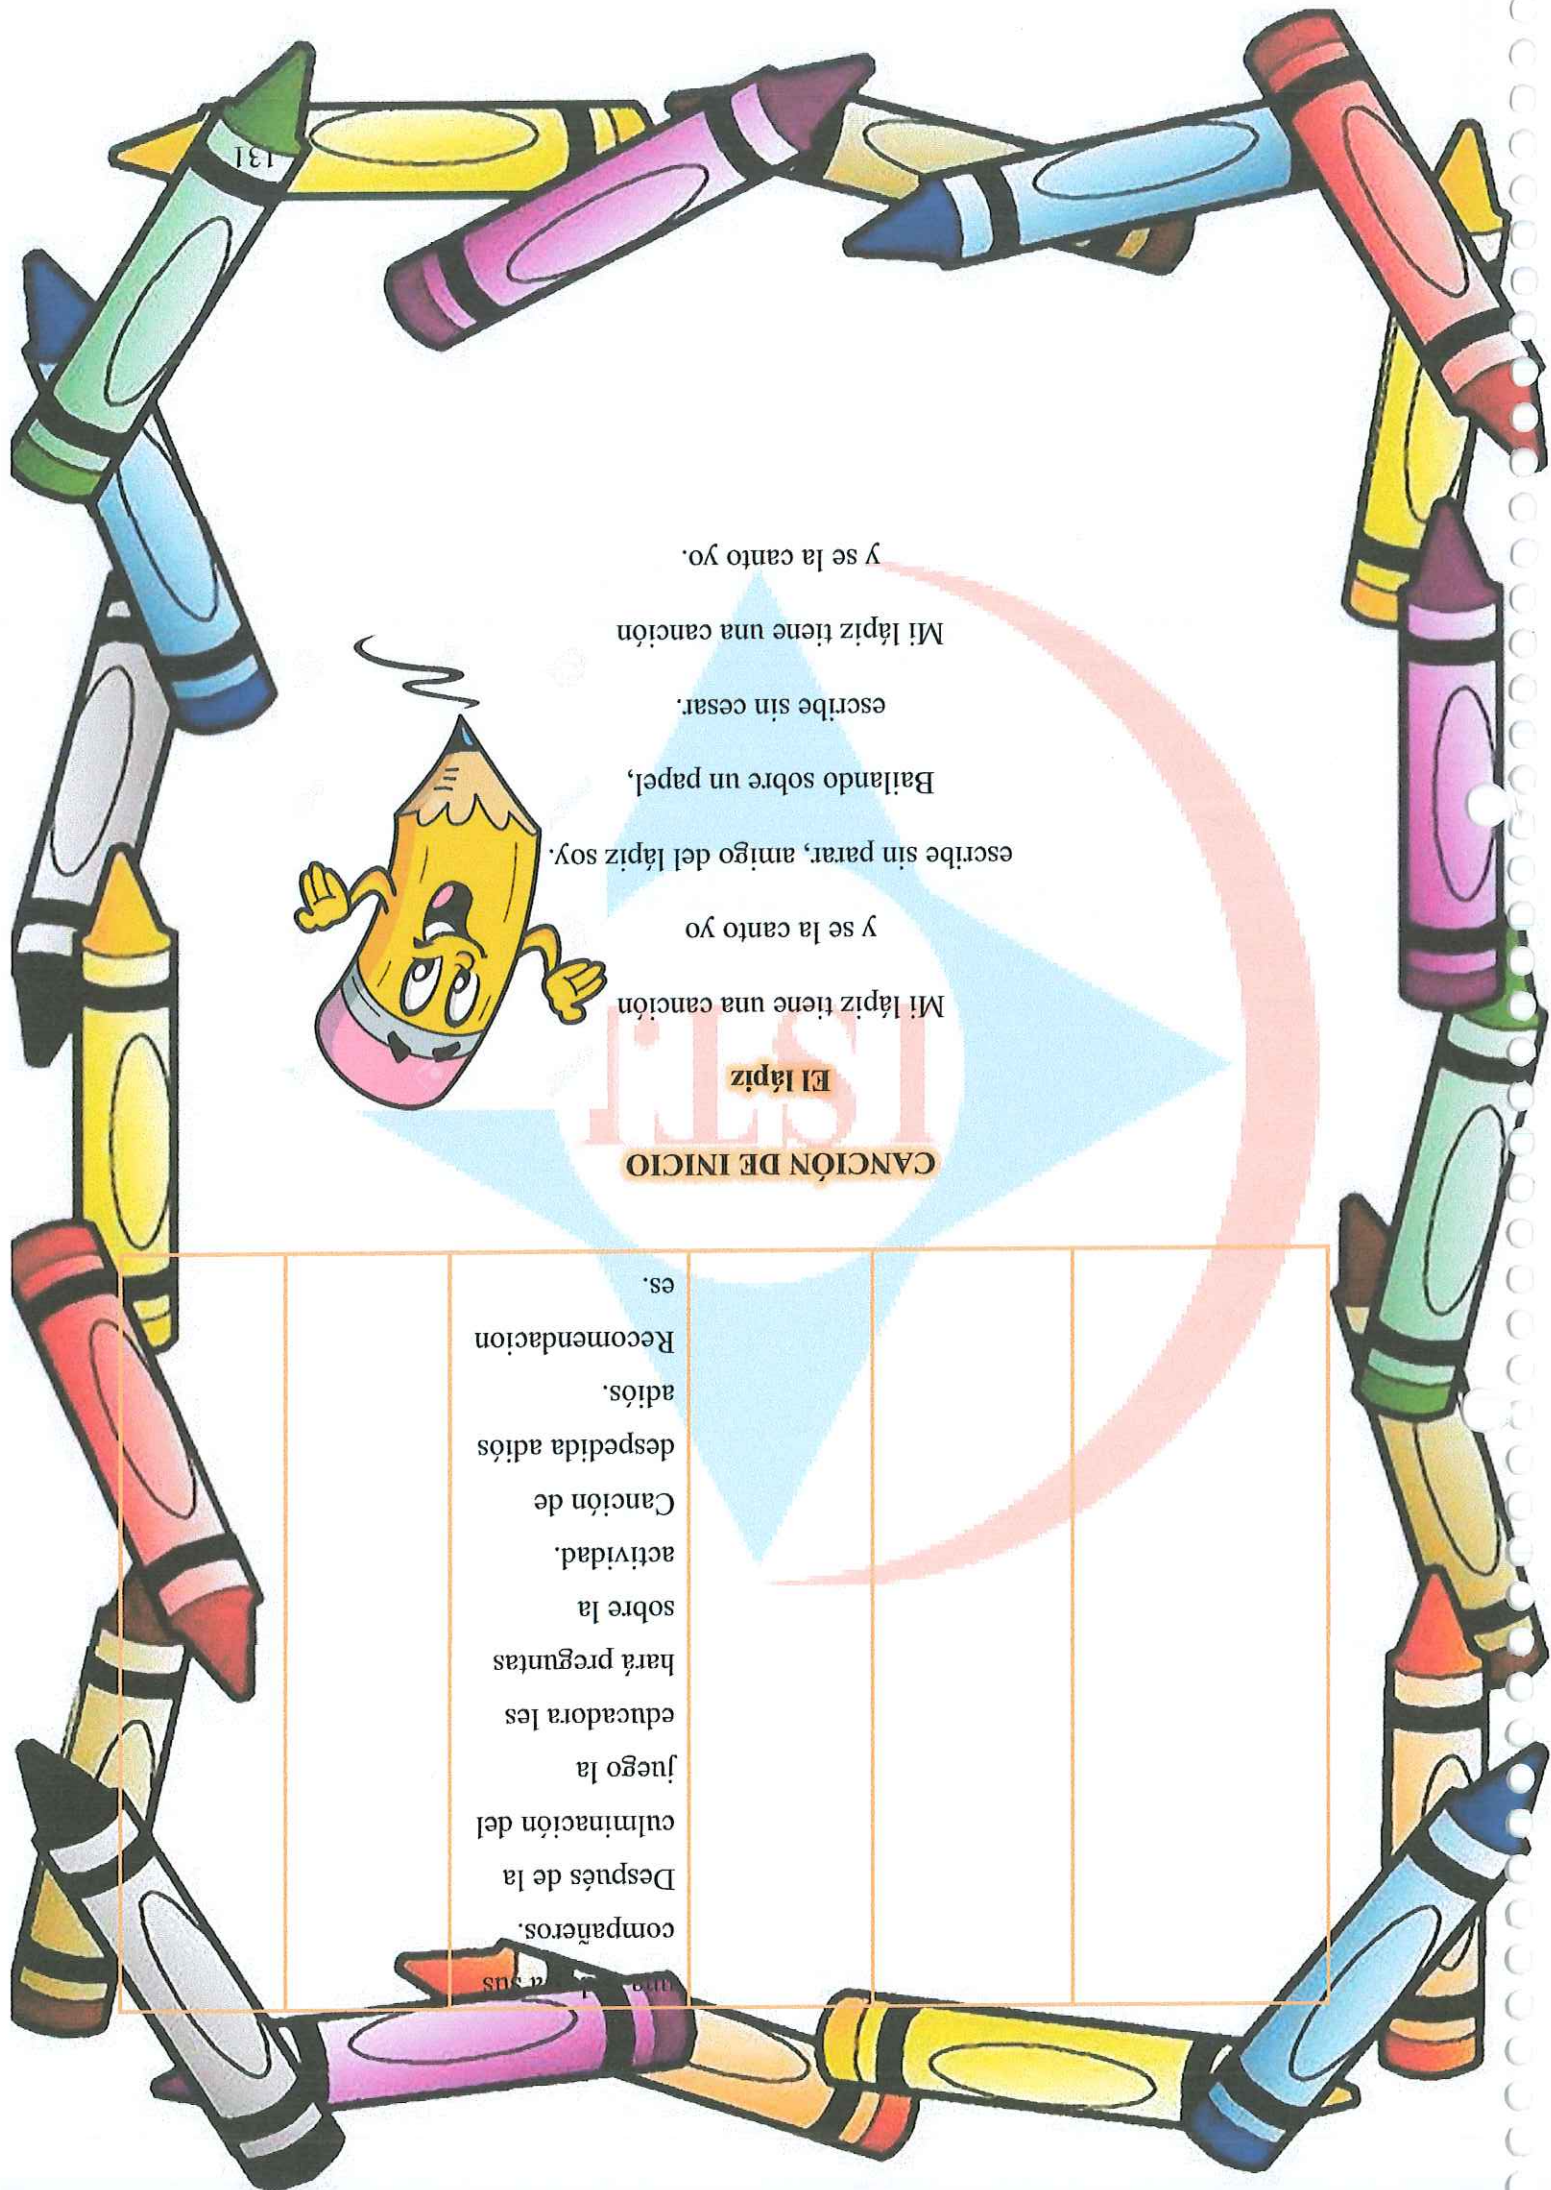 sus
compañeros.
Después de la
culminación del
juego la
educadora les
hará preguntas
sobre la
actividad.
Canción de
despedida adiós
adiós.
Recomendacion
es.
CANCIÓN DE INICIO
El lápiz
ISTJ
Mi lápiz tiene una canción
y se la canto yo
escribe sin parar, amigo del lápiz soy.
Bailando sobre un papel,
escribe sin cesar.
Mi lápiz tiene una canción
y se la canto yo.
131